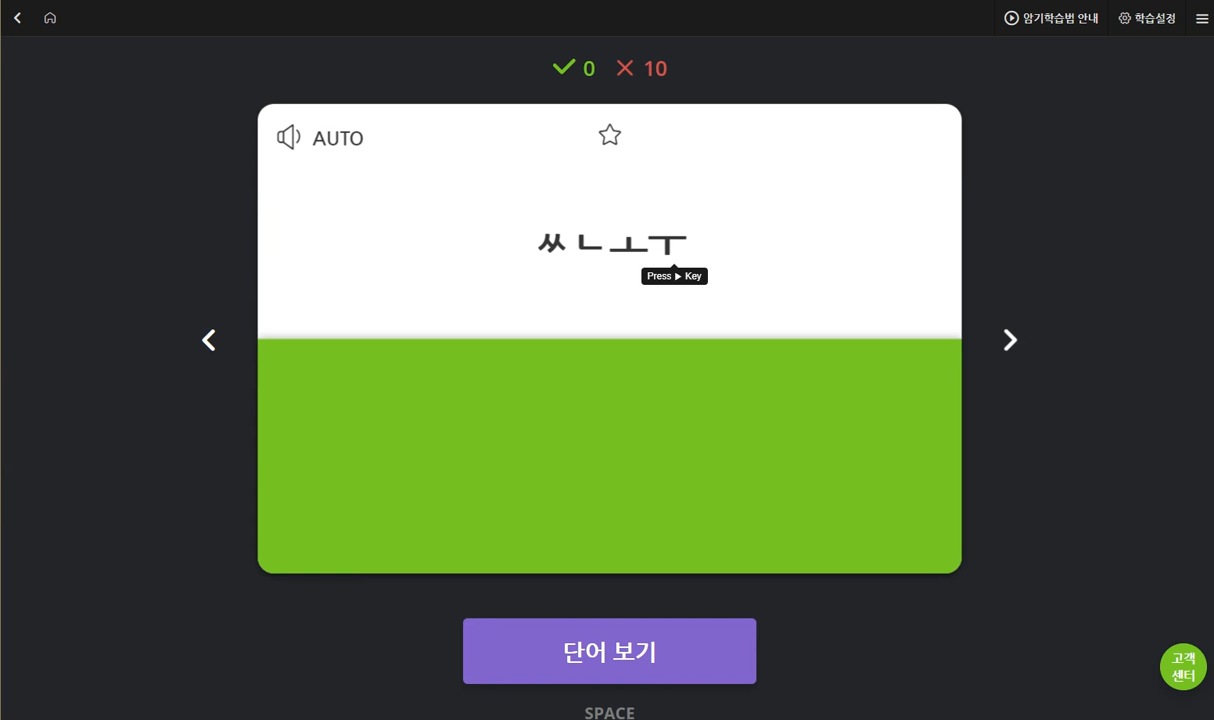 암기학습법 안내
학습설정
0
10
AUTO
ㅆㄴㅗㅜ
Press ▶ Key
단어 보기
SPACE
고객
센터